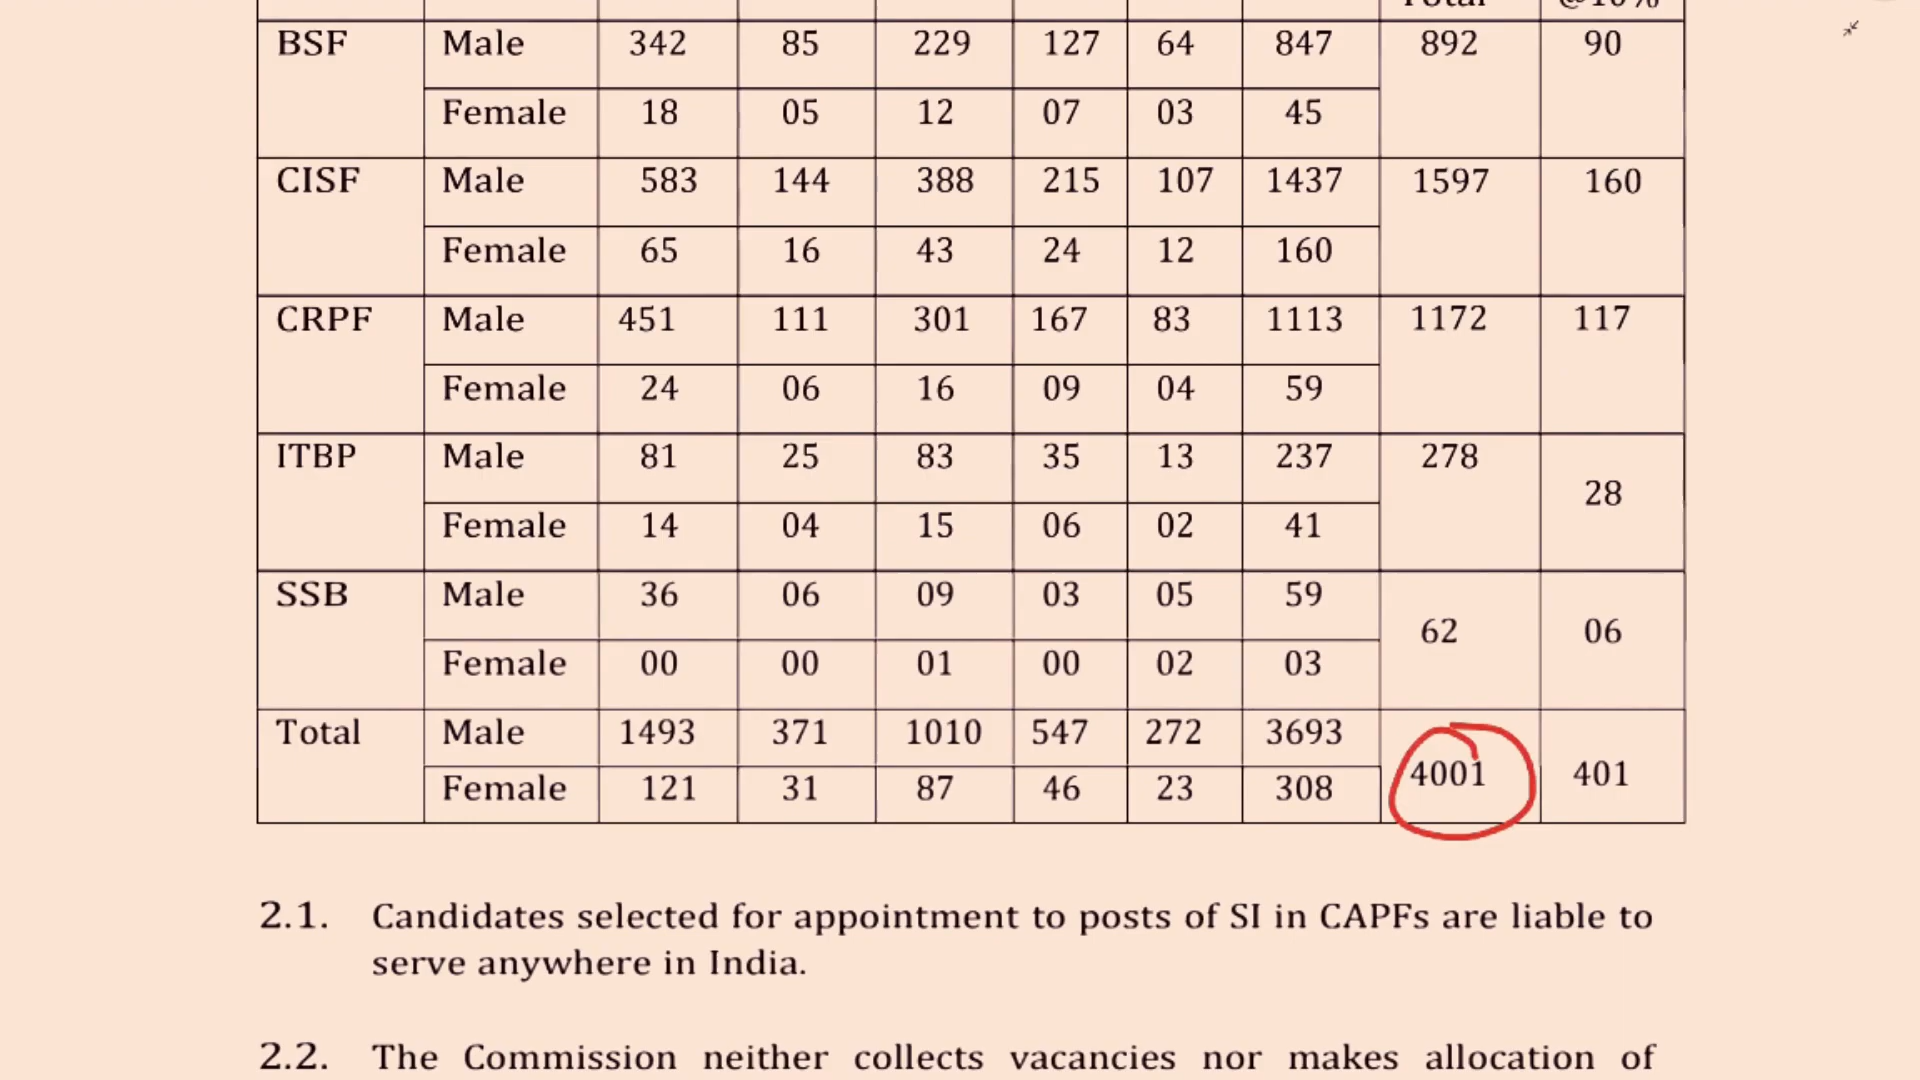 Total @10%
BSF Male 342 85 229 127 64 847 892 90
Female 18 05 12 07 03 45
CISF Male 583 144 388 215 107 1437 1597 160
Female 65 16 43 24 12 160
CRPF Male 451 111 301 167 83 1113 1172 117
Female 24 06 16 09 04 59
ITBP Male 81 25 83 35 13 237 278
28
Female 14 04 15 06 02 41
SSB Male 36 06 09 03 05 59
62 06
Female 00 00 01 00 02 03
Total Male 1493 371 1010 547 272 3693
4001 401
Female 121 31 87 46 23 308
2.1. Candidates selected for appointment to posts of SI in CAPFs are liable to
serve anywhere in India.
2.2. The Commission neither collects vacancies nor makes allocation of